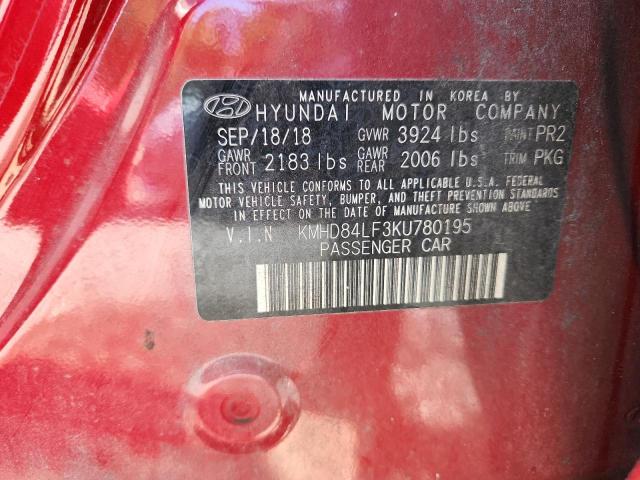 MANUFACTURED IN KOREA BY
HYUNDAI MOTOR COMPANY
SEP/18/18 GVWR 3924 lbs PAINT PR2
GAWR FRONT 2183 lbs GAWR REAR 2006 lbs TRIM PKG
THIS VEHICLE CONFORMS TO ALL APPLICABLE U.S.A. FEDERAL
MOTOR VEHICLE SAFETY, BUMPER, AND THEFT PREVENTION STANDARDS
IN EFFECT ON THE DATE OF MANUFACTURE SHOWN ABOVE.
V.I.N KMHD84LF3KU780195
PASSENGER CAR